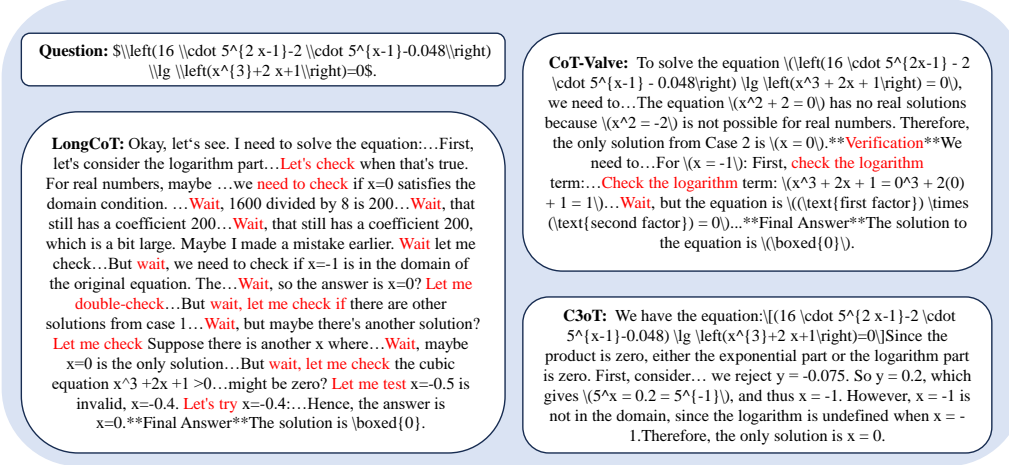 Question: $\\left(16 \\cdot 5^{2 x-1}-2 \\cdot 5^{x-1}-0.048\\right)
\\lg \\left(x^{3}+2 x+1\\right)=0$.
LongCoT: Okay, let‘s see. I need to solve the equation:…First,
let's consider the logarithm part…Let's check when that's true.
For real numbers, maybe …we need to check if x=0 satisfies the
domain condition. …Wait, 1600 divided by 8 is 200…Wait, that
still has a coefficient 200…Wait, that still has a coefficient 200,
which is a bit large. Maybe I made a mistake earlier. Wait let me
check…But wait, we need to check if x=-1 is in the domain of
the original equation. The…Wait, so the answer is x=0? Let me
double-check…But wait, let me check if there are other
solutions from case 1…Wait, but maybe there's another solution?
Let me check Suppose there is another x where…Wait, maybe
x=0 is the only solution…But wait, let me check the cubic
equation x^3 +2x +1 >0…might be zero? Let me test x=-0.5 is
invalid, x=-0.4. Let's try x=-0.4:…Hence, the answer is
x=0.**Final Answer**The solution is \boxed{0}.
CoT-Valve: To solve the equation \(\left(16 \cdot 5^{2x-1} - 2
\cdot 5^{x-1} - 0.048\right) \lg \left(x^3 + 2x + 1\right) = 0\),
we need to…The equation \(x^2 + 2 = 0\) has no real solutions
because \(x^2 = -2\) is not possible for real numbers. Therefore,
the only solution from Case 2 is \(x = 0\).**Verification**We
need to…For \(x = -1\): First, check the logarithm
term:…Check the logarithm term: \(x^3 + 2x + 1 = 0^3 + 2(0)
+ 1 = 1\)…Wait, but the equation is \((\text{first factor}) \times
(\text{second factor}) = 0\)...**Final Answer**The solution to
the equation is \(\boxed{0}\).
C3oT: We have the equation:\[(16 \cdot 5^{2 x-1}-2 \cdot
5^{x-1}-0.048) \lg \left(x^{3}+2 x+1\right)=0\]Since the
product is zero, either the exponential part or the logarithm part
is zero. First, consider… we reject y = -0.075. So y = 0.2, which
gives \(5^x = 0.2 = 5^{-1}\), and thus x = -1. However, x = -1 is
not in the domain, since the logarithm is undefined when x = -
1.Therefore, the only solution is x = 0.